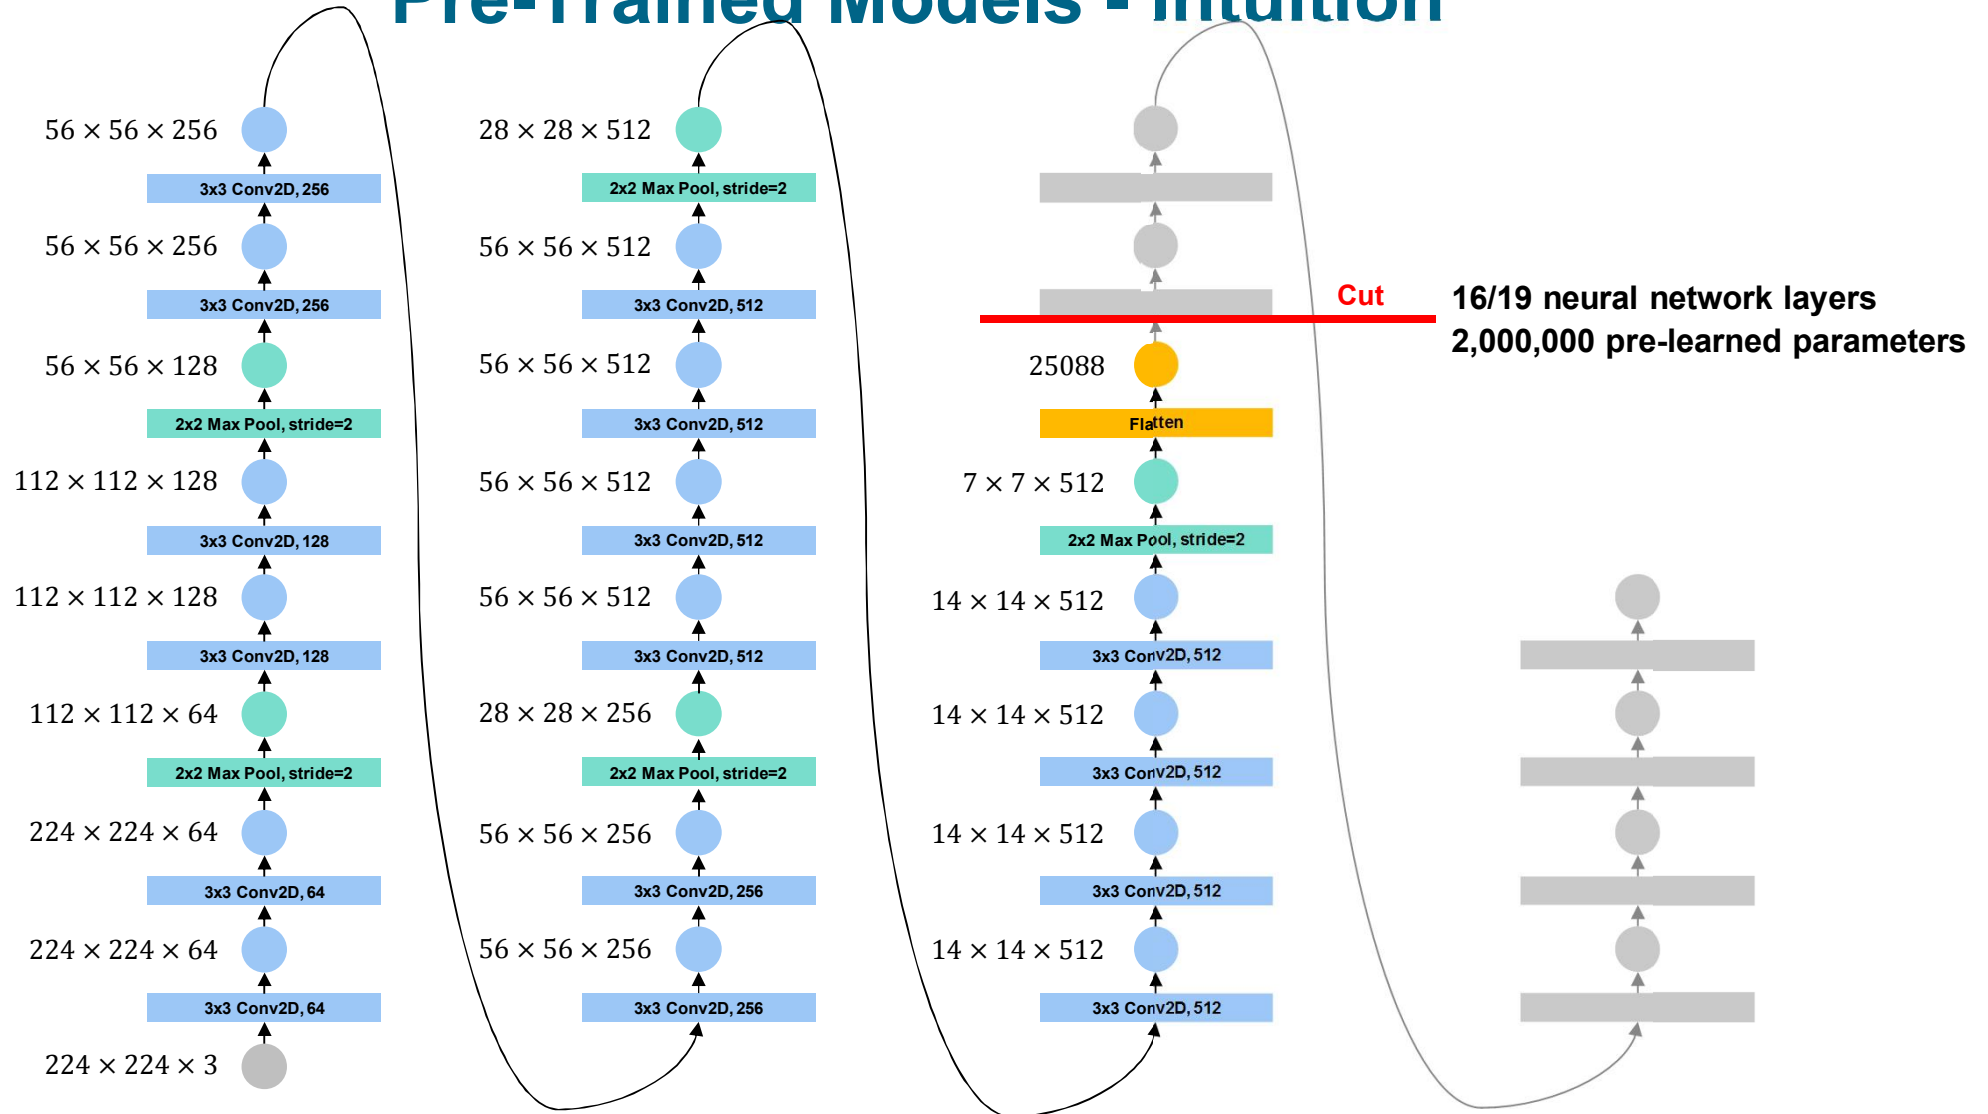 Pre-Trained Models - Intuition
56 × 56 × 256
3x3 Conv2D, 256
56 × 56 × 256
3x3 Conv2D, 256
56 × 56 × 128
2x2 Max Pool, stride=2
112 × 112 × 128
3x3 Conv2D, 128
112 × 112 × 128
3x3 Conv2D, 128
112 × 112 × 64
2x2 Max Pool, stride=2
224 × 224 × 64
3x3 Conv2D, 64
224 × 224 × 64
3x3 Conv2D, 64
224 × 224 × 3
28 × 28 × 512
2x2 Max Pool, stride=2
56 × 56 × 512
3x3 Conv2D, 512
56 × 56 × 512
3x3 Conv2D, 512
56 × 56 × 512
3x3 Conv2D, 512
56 × 56 × 512
3x3 Conv2D, 512
28 × 28 × 256
2x2 Max Pool, stride=2
56 × 56 × 256
3x3 Conv2D, 256
56 × 56 × 256
3x3 Conv2D, 256
Cut
25088
Flatten
7 × 7 × 512
2x2 Max Pool, stride=2
14 × 14 × 512
3x3 Conv2D, 512
14 × 14 × 512
3x3 Conv2D, 512
14 × 14 × 512
3x3 Conv2D, 512
14 × 14 × 512
3x3 Conv2D, 512
16/19 neural network layers
2,000,000 pre-learned parameters